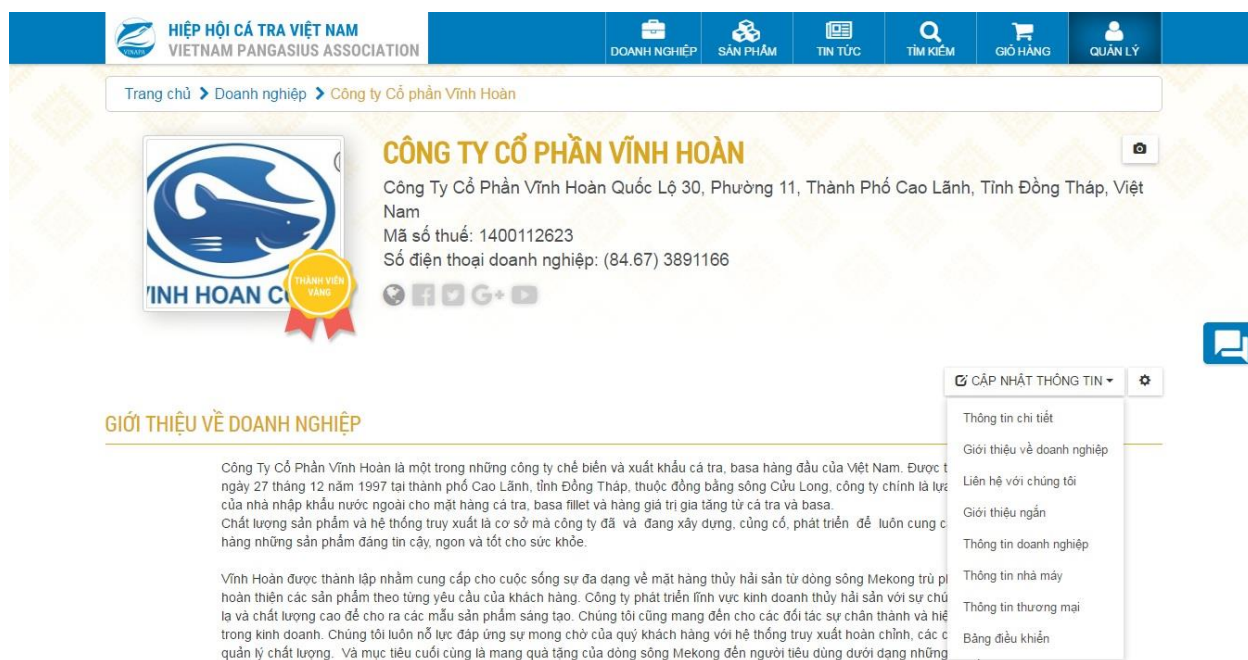 HIỆP HỘI CÁ TRA VIỆT NAM
VIETNAM PANGASIUS ASSOCIATION
VINAPA
DOANH NGHIỆP
SẢN PHẨM
TIN TỨC
TÌM KIẾM
GIỎ HÀNG
QUẢN LÝ
Trang chủ Doanh nghiệp Công ty Cổ phần Vĩnh Hoàn
CÔNG TY CỔ PHẦN VĨNH HOÀN
Công Ty Cổ Phần Vĩnh Hoàn Quốc Lộ 30, Phường 11, Thành Phố Cao Lãnh, Tỉnh Đồng Tháp, Việt
Nam
Mã số thuế: 1400112623
Số điện thoại doanh nghiệp: (84.67) 3891166
G+
VINH HOAN C
THÀNH VIÊN
VÀNG
CẬP NHẬT THÔNG TIN
Thông tin chi tiết
Giới thiệu về doanh nghiệp
Liên hệ với chúng tôi
Giới thiệu ngắn
Thông tin doanh nghiệp
Thông tin nhà máy
Thông tin thương mại
Bảng điều khiển
GIỚI THIỆU VỀ DOANH NGHIỆP
Công Ty Cổ Phần Vĩnh Hoàn là một trong những công ty chế biến và xuất khẩu cá tra, basa hàng đầu của Việt Nam. Được
ngày 27 tháng 12 năm 1997 tại thành phố Cao Lãnh, tỉnh Đồng Tháp, thuộc đồng bằng sông Cửu Long, công ty chính là
của nhà nhập khẩu nước ngoài cho mặt hàng cá tra, basa fillet và hàng giá trị gia tăng từ cá tra và basa.
Chất lượng sản phẩm và hệ thống truy xuất là cơ sở mà công ty đã và đang xây dựng, củng cố, phát triển để luôn cung
hàng những sản phẩm đáng tin cậy, ngon và tốt cho sức khỏe.
Vĩnh Hoàn được thành lập nhằm cung cấp cho cuộc sống sự đa dạng về mặt hàng thủy hải sản từ dòng sông Mekong trù
hoàn thiện các sản phẩm theo từng yêu cầu của khách hàng. Công ty phát triển lĩnh vực kinh doanh thủy hải sản với sự
lạ và chất lượng cao để cho ra các mẫu sản phẩm sáng tạo. Chúng tôi cũng mang đến cho các đối tác sự chân thành và
trong kinh doanh. Chúng tôi luôn nỗ lực đáp ứng sự mong chờ của quý khách hàng với hệ thống truy xuất hoàn chỉnh, các
quản lý chất lượng. Và mục tiêu cuối cùng là mang quà tặng của dòng sông Mekong đến người tiêu dùng dưới dạng những